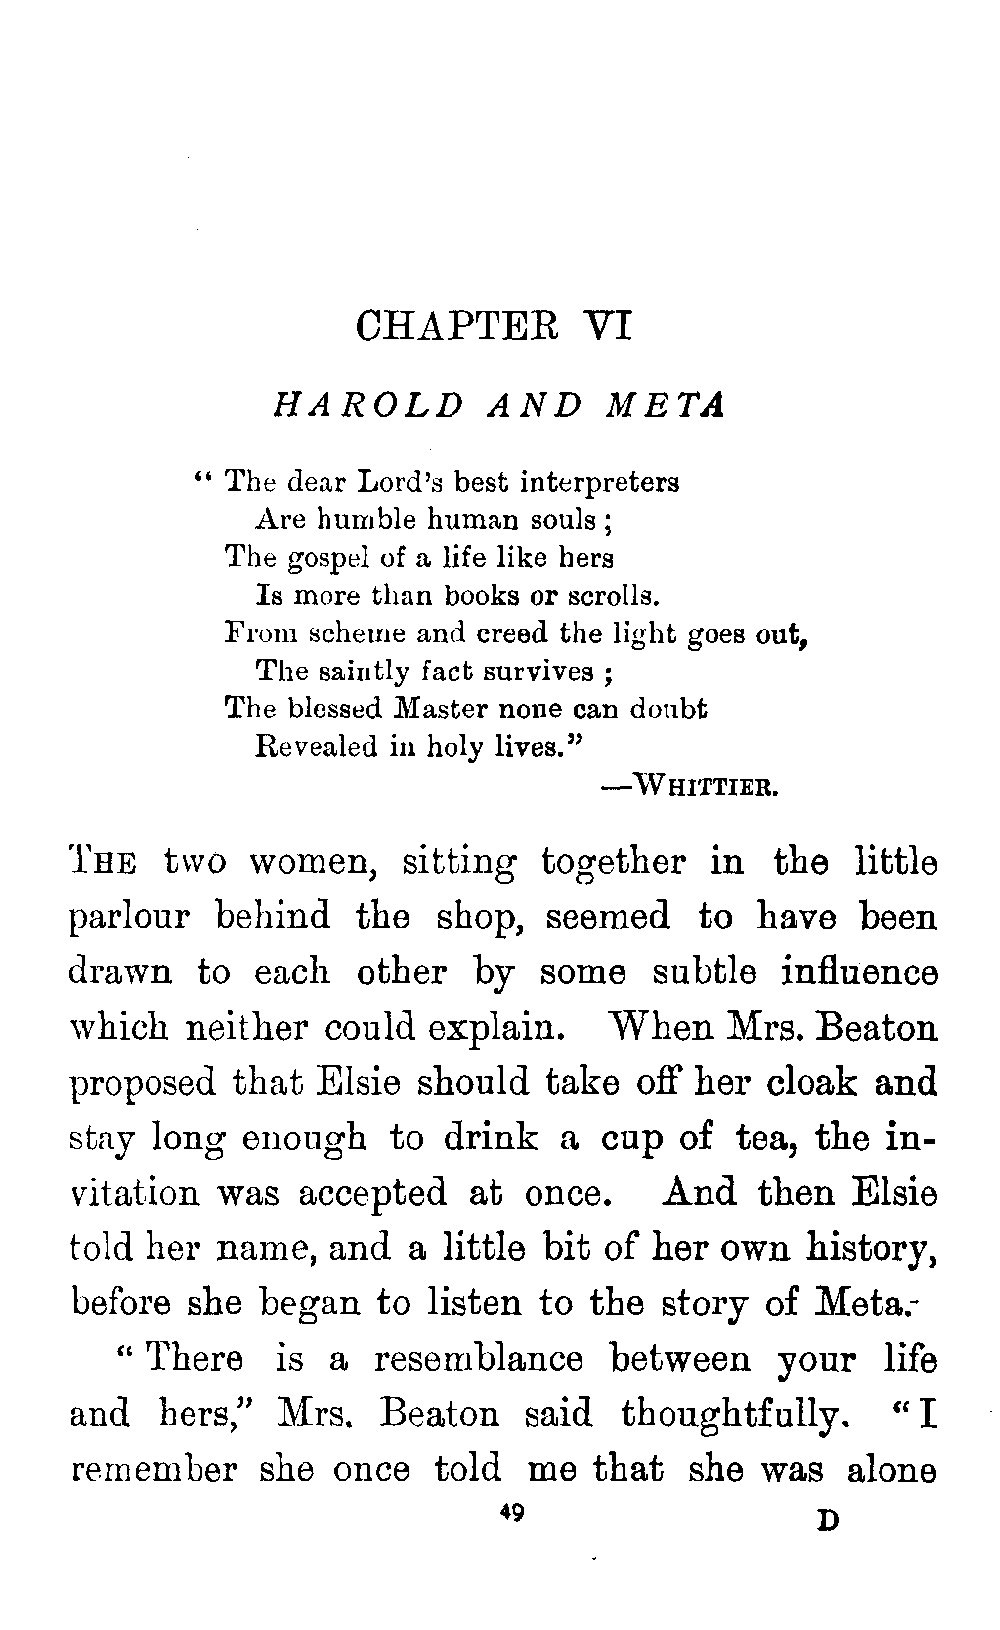 CHAPTER VI
HAROLD AND META
“ The dear Lord’s best interpreters
Are humble human souls ;
The gospel of a life like hers
Is more than books or scrolls.
From scheme and creed the light goes out,
The saintly fact survives ;
The blessed Master none can doubt
Revealed in holy lives.”
—WHITTIER.
THE two women, sitting together in the little
parlour behind the shop, seemed to have been
drawn to each other by some subtle influence
which neither could explain. When Mrs. Beaton
proposed that Elsie should take off her cloak and
stay long enough to drink a cup of tea, the in-
vitation was accepted at once. And then Elsie
told her name, and a little bit of her own history,
before she began to listen to the story of Meta.
“ There is a resemblance between your life
and hers,” Mrs. Beaton said thoughtfully. “ I
remember she once told me that she was alone
49 D